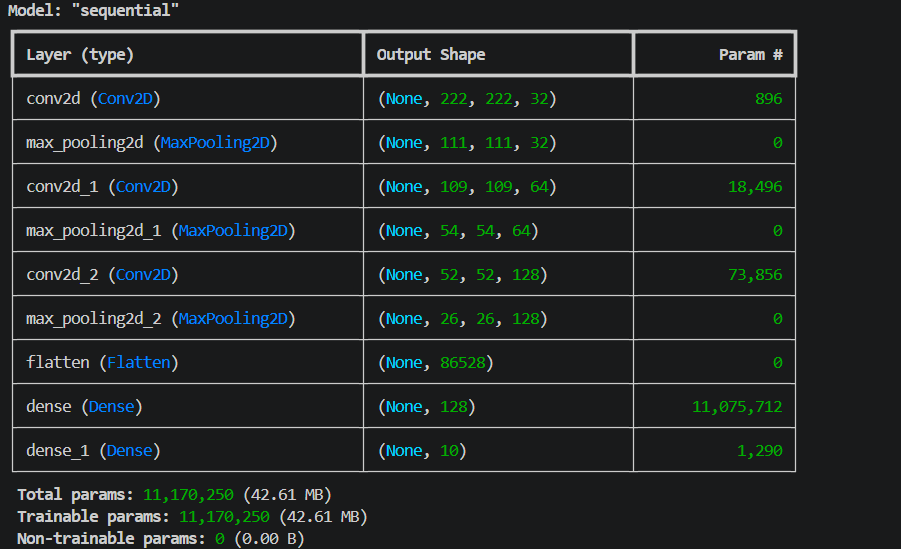 Model: "sequential"
Layer (type) Output Shape Param #
conv2d (Conv2D) (None, 222, 222, 32) 896
max_pooling2d (MaxPooling2D) (None, 111, 111, 32) 0
conv2d_1 (Conv2D) (None, 109, 109, 64) 18,496
max_pooling2d_1 (MaxPooling2D) (None, 54, 54, 64) 0
conv2d_2 (Conv2D) (None, 52, 52, 128) 73,856
max_pooling2d_2 (MaxPooling2D) (None, 26, 26, 128) 0
flatten (Flatten) (None, 86528) 0
dense (Dense) (None, 128) 11,075,712
dense_1 (Dense) (None, 10) 1,290
Total params: 11,170,250 (42.61 MB)
Trainable params: 11,170,250 (42.61 MB)
Non-trainable params: 0 (0.00 B)